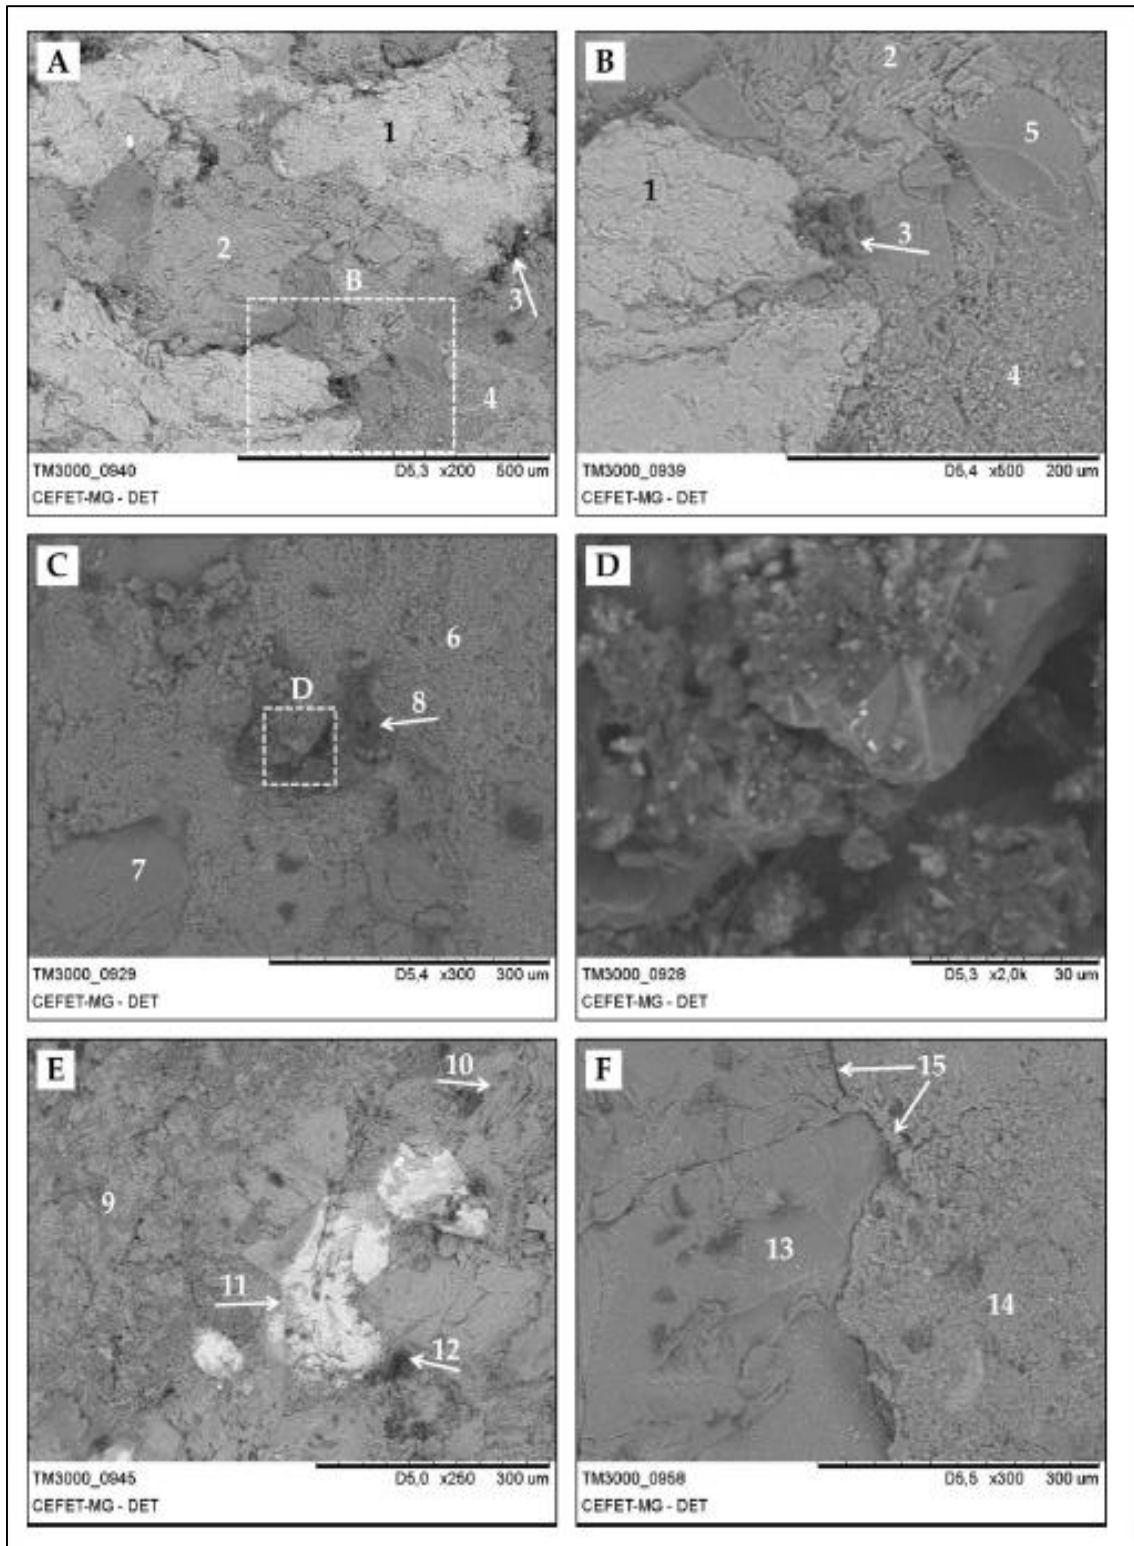 A
1
2
B
3
4
TM3000_0940
D5,3 x200 500 um
CEFET-MG - DET
B
2
5
1
3
4
TM3000_0939
D5,4 x500 200 um
CEFET-MG - DET
C
6
D
8
7
TM3000_0929
D5,4 x300 300 um
CEFET-MG - DET
D
TM3000_0928
D5,3 x2,0k 30 um
CEFET-MG - DET
E
10
9
11
12
TM3000_0945
D5,0 x250 300 um
CEFET-MG - DET
F
15
13
14
TM3000_0958
D5,5 x300 300 um
CEFET-MG - DET